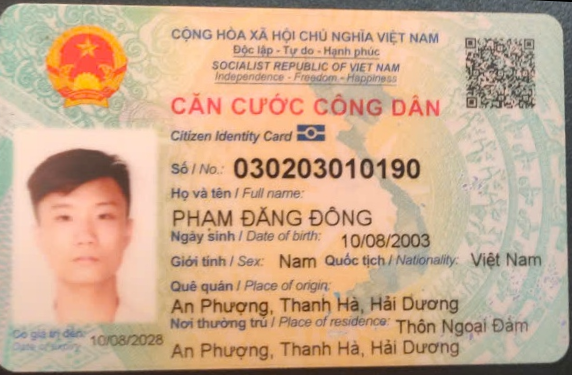 CỘNG HÒA XÃ HỘI CHỦ NGHĨA VIỆT NAM
Độc lập - Tự do - Hạnh phúc
SOCIALIST REPUBLIC OF VIET NAM
Independence - Freedom - Happiness
CĂN CƯỚC CÔNG DÂN
Citizen Identity Card
Số / No.: 030203010190
Họ và tên / Full name:
PHẠM ĐĂNG ĐÔNG
Ngày sinh / Date of birth: 10/08/2003
Giới tính / Sex: Nam Quốc tịch / Nationality: Việt Nam
Quê quán / Place of origin:
An Phượng, Thanh Hà, Hải Dương
Nơi thường trú / Place of residence: Thôn Ngoại Đàm
An Phượng, Thanh Hà, Hải Dương
Có giá trị đến: 10/08/2028
Date of expiry